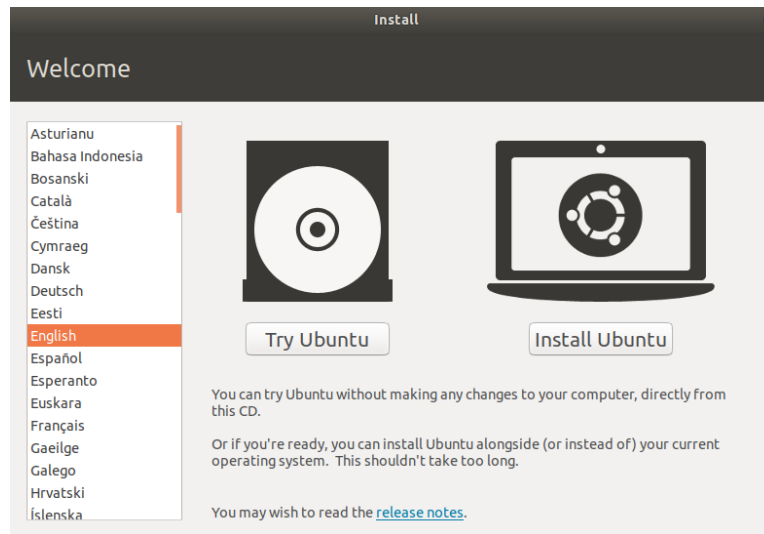 Install
Welcome
Asturianu
Bahasa Indonesia
Bosanski
Català
Čeština
Cymraeg
Dansk
Deutsch
Eesti
English
Español
Esperanto
Euskara
Français
Gaeilge
Galego
Hrvatski
Íslenska
Try Ubuntu
Install Ubuntu
You can try Ubuntu without making any changes to your computer, directly from
this CD.
Or if you're ready, you can install Ubuntu alongside (or instead of) your current
operating system. This shouldn't take too long.
You may wish to read the release notes.